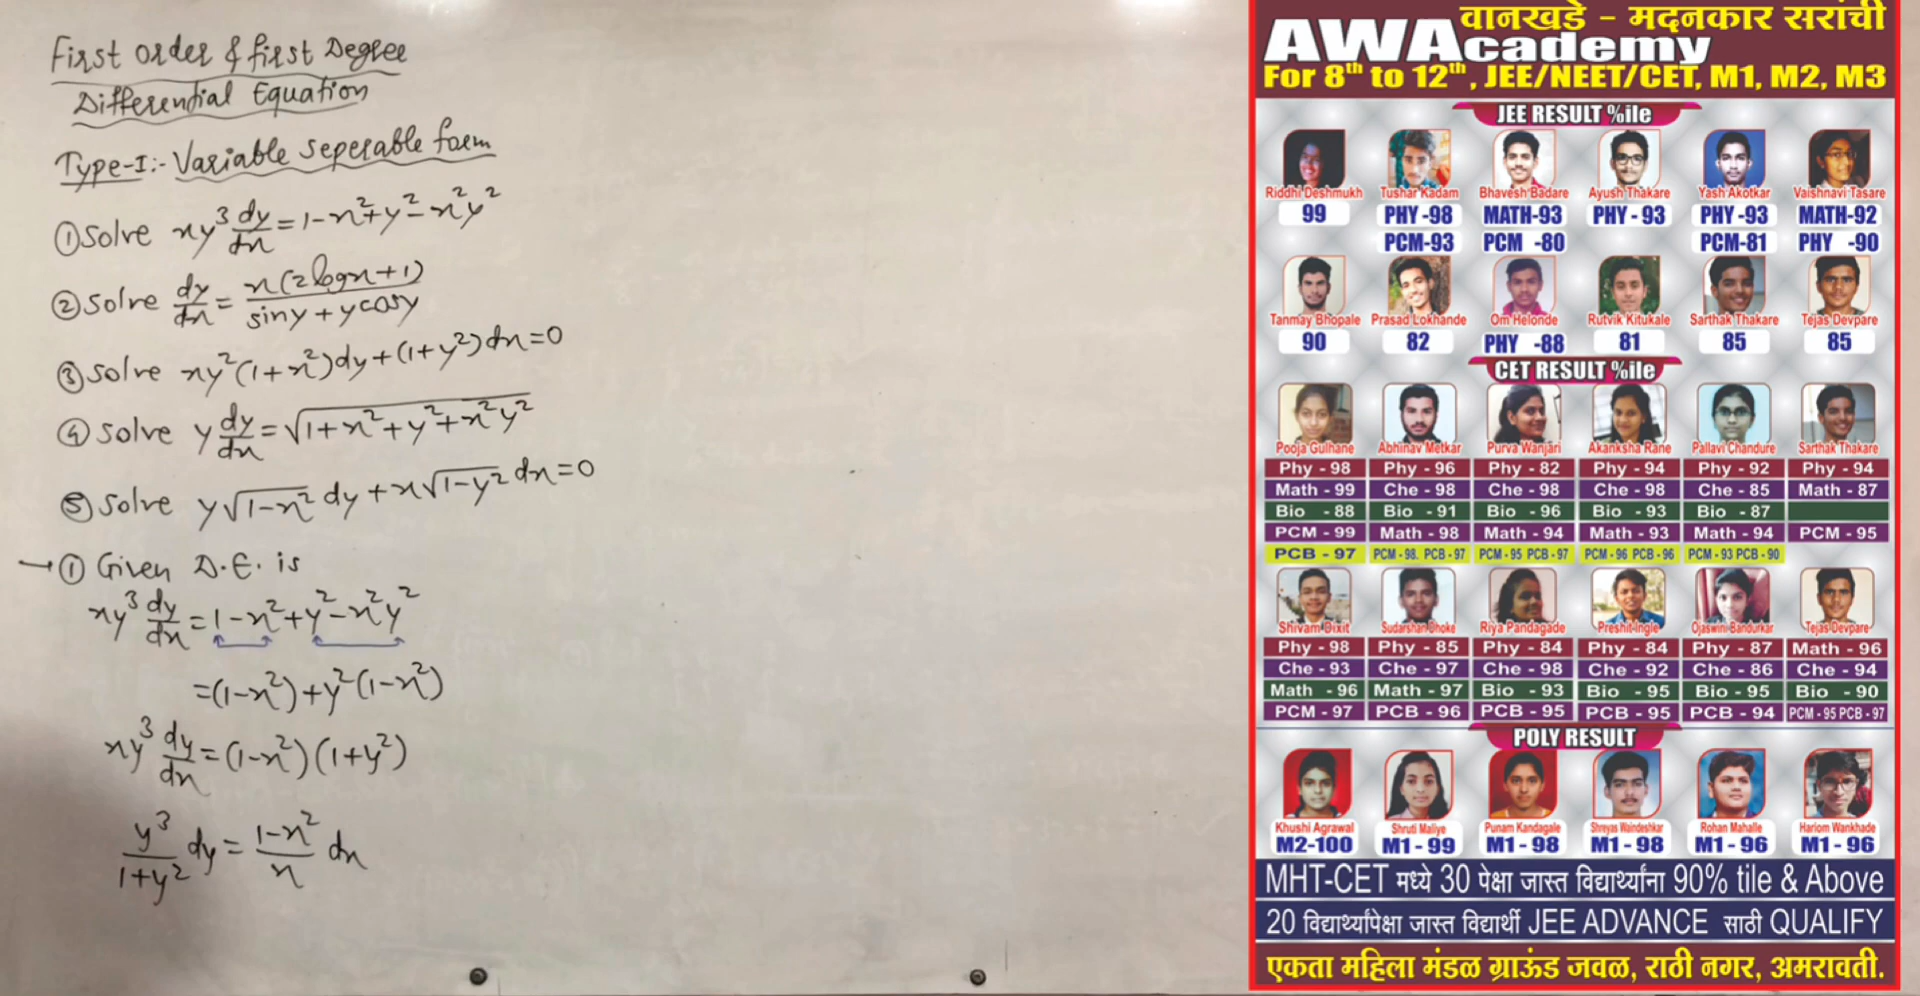 First order & first Degree
Differential Equation
Type-I:- Variable seperable form
① Solve xy³ dy/dx = 1-x²+y²-x²y²
② Solve dy/dx = x(2logx+1)/siny+ycosy
③ Solve xy²(1+x²)dy+(1+y²)dx=0
④ Solve y dy/dx = √1+x²+y²+x²y²
⑤ Solve y√1-x² dy+x√1-y² dx=0
→① Given D.E. is
xy³ dy/dx = 1-x²+y²-x²y²
=(1-x²)+y²(1-x²)
xy³ dy/dx = (1-x²)(1+y²)
y³/1+y² dy = 1-x²/x dx
वानखडे - मदनकार सरांची
AWAcademy
For 8th to 12th, JEE/NEET/CET, M1, M2, M3
JEE RESULT %ile
Riddhi Deshmukh Tushar Kadam Bhavesh Badare Ayush Thakare Yash Akotkar Vaishnavi Tasare
99 PHY -98 MATH-93 PHY - 93 PHY -93 MATH-92
PCM-93 PCM -80 PCM-81 PHY -90
Tanmay Bhopale Prasad Lokhande Om Helonde Rutvik Kitukale Sarthak Thakare Tejas Devpare
90 82 PHY -88 81 85 85
CET RESULT %ile
Pooja Gulhane Abhinav Metkar Purva Wanjari Akanksha Rane Pallavi Chandure Sarthak Thakare
Phy - 98 Phy - 96 Phy - 82 Phy - 94 Phy - 92 Phy - 94
Math - 99 Che - 98 Che - 98 Che - 98 Che - 85 Math - 87
Bio - 88 Bio - 91 Bio - 96 Bio - 93 Bio - 87
PCM - 99 Math - 98 Math - 94 Math - 93 Math - 94 PCM - 95
PCB - 97 PCM - 98. PCB - 97 PCM - 95 PCB - 97 PCM - 96 PCB - 96 PCM - 93 PCB - 90
Shivam Dixit Sudarshan Dhoke Riya Pandagade Preshit Ingle Ojaswini Bandurkar Tejas Devpare
Phy - 98 Phy - 85 Phy - 84 Phy - 84 Phy - 87 Math - 96
Che - 93 Che - 97 Che - 98 Che - 92 Che - 86 Che - 94
Math - 96 Math - 97 Bio - 93 Bio - 95 Bio - 95 Bio - 90
PCM - 97 PCB - 96 PCB - 95 PCB - 95 PCB - 94 PCM - 95 PCB - 97
POLY RESULT
Khushi Agrawal Shruti Maliye Punam Kandagale Shreyas Waindeshkar Rohan Mahalle Hariom Wankhade
M2-100 M1 - 99 M1 - 98 M1 - 98 M1 - 96 M1 - 96
MHT-CET मध्ये 30 पेक्षा जास्त विद्यार्थ्यांना 90% tile & Above
20 विद्यार्थ्यांपेक्षा जास्त विद्यार्थी JEE ADVANCE साठी QUALIFY
एकता महिला मंडळ ग्राऊंड जवळ, राठी नगर, अमरावती.